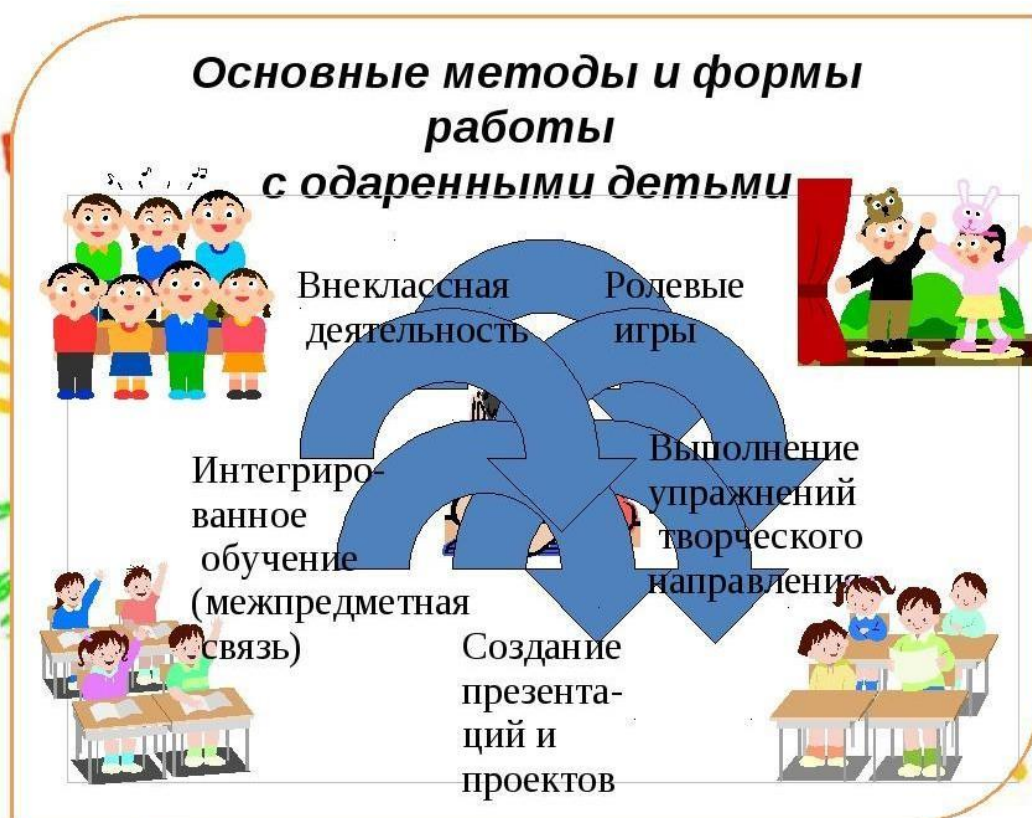 Основные методы и формы
работы
с одаренными детьми
Внеклассная
деятельность
Ролевые
игры
Интегриро-
ванное
обучение
(межпредметная
связь)
Выполнение
упражнений
творческого
направления
Создание
презента-
ций и
проектов